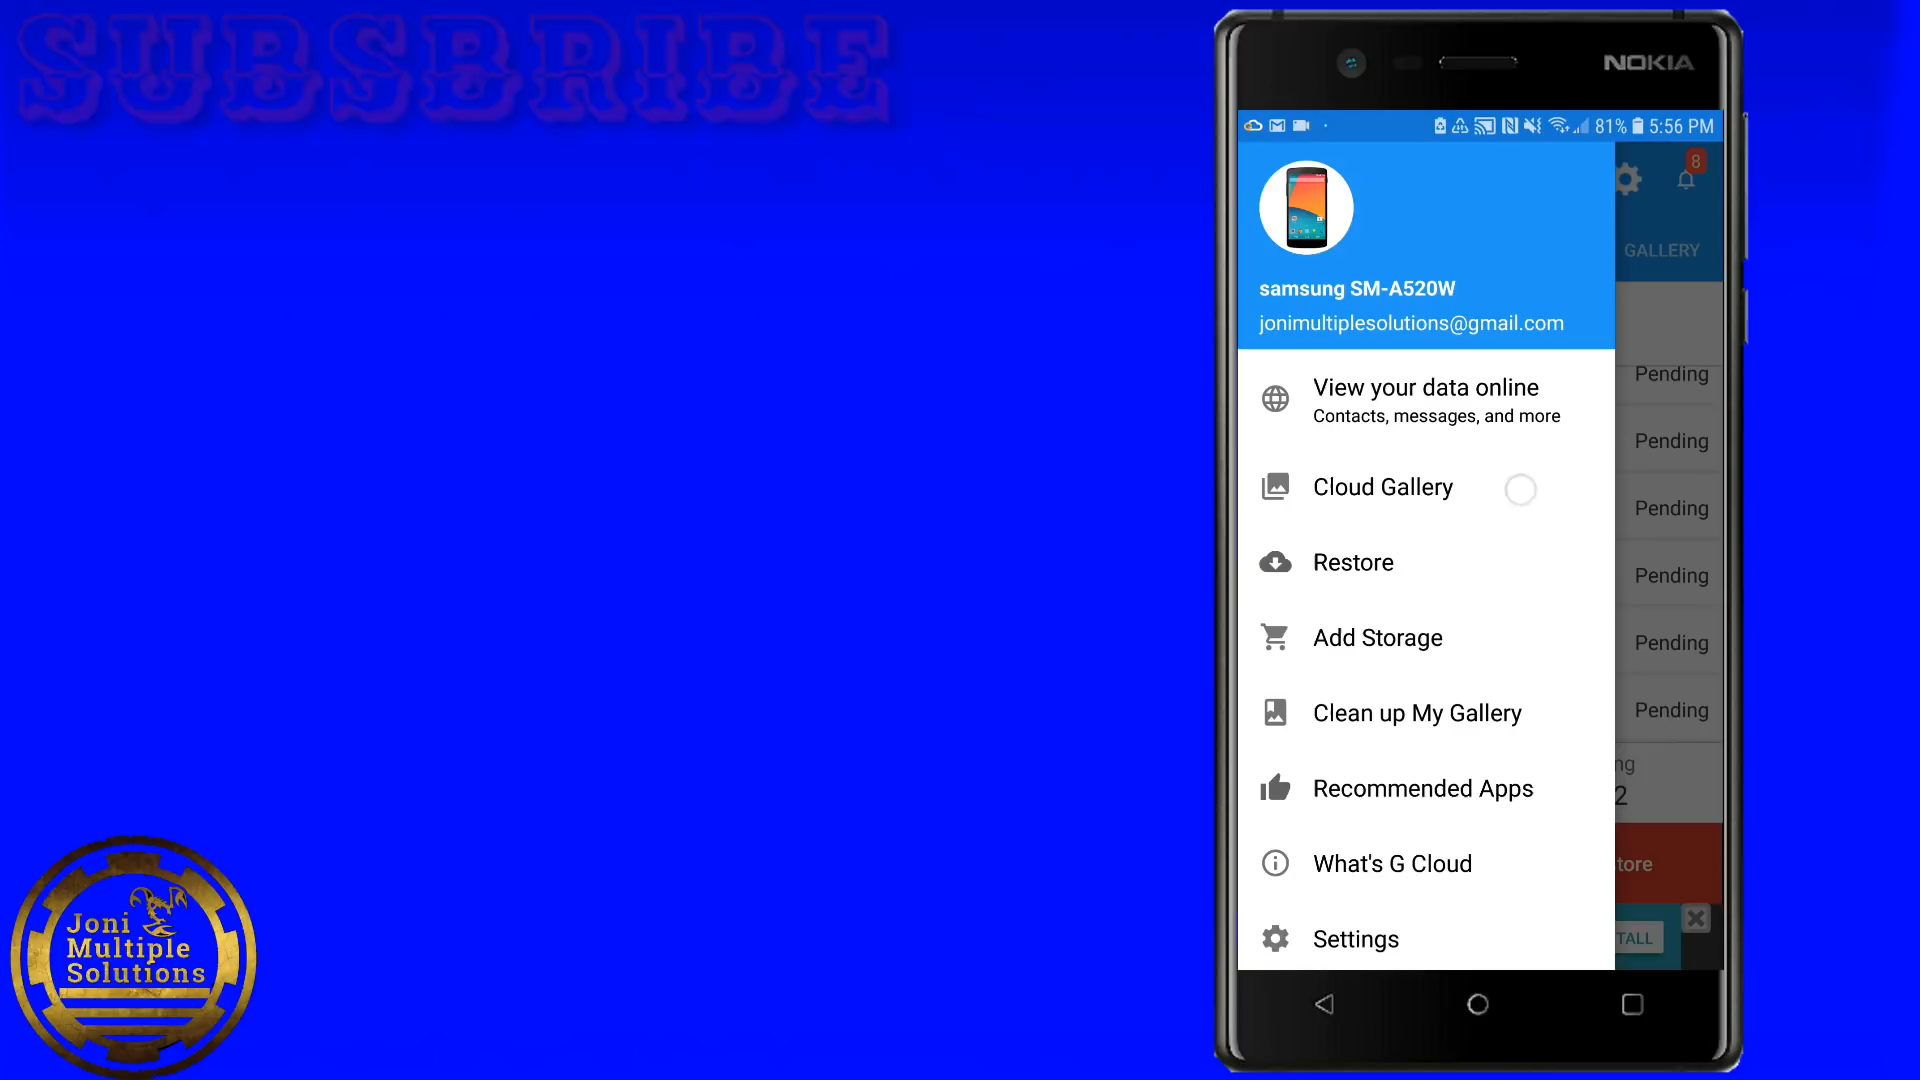 SUBSBRIBE
NOKIA
81% 5:56 PM
8
GALLERY
samsung SM-A520W
jonimultiplesolutions@gmail.com
View your data online
Contacts, messages, and more
Cloud Gallery
Restore
Add Storage
Clean up My Gallery
Recommended Apps
What's G Cloud
Settings
Pending
Pending
Pending
Pending
Pending
Pending
ng
2
tore
TALL
Joni
Multiple
Solutions